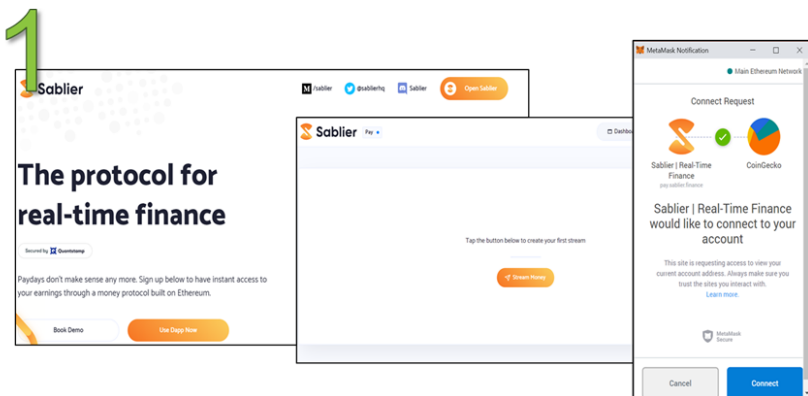 1
Sablier
/sablier
@sablierhq
Sablier
Open Sablier
The protocol for
real-time finance
Secured by Quantstamp
Paydays don't make sense any more. Sign up below to have instant access to
your earnings through a money protocol built on Ethereum.
Book Demo
Use Dapp Now
Sablier
Pay
Dashbo
Tap the button below to create your first stream
Stream Money
MetaMask Notification
Main Ethereum Network
Connect Request
Sablier | Real-Time
Finance
pay.sablier.finance
CoinGecko
Sablier | Real-Time Finance
would like to connect to your
account
This site is requesting access to view your
current account address. Always make sure you
trust the sites you interact with.
Learn more.
MetaMask
Secure
Cancel
Connect